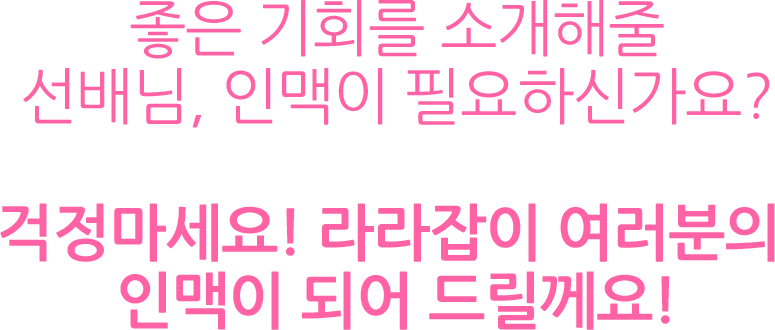 좋은 기회를 소개해줄
선배님, 인맥이 필요하신가요?
걱정마세요! 라라잡이 여러분의
인맥이 되어 드릴께요!